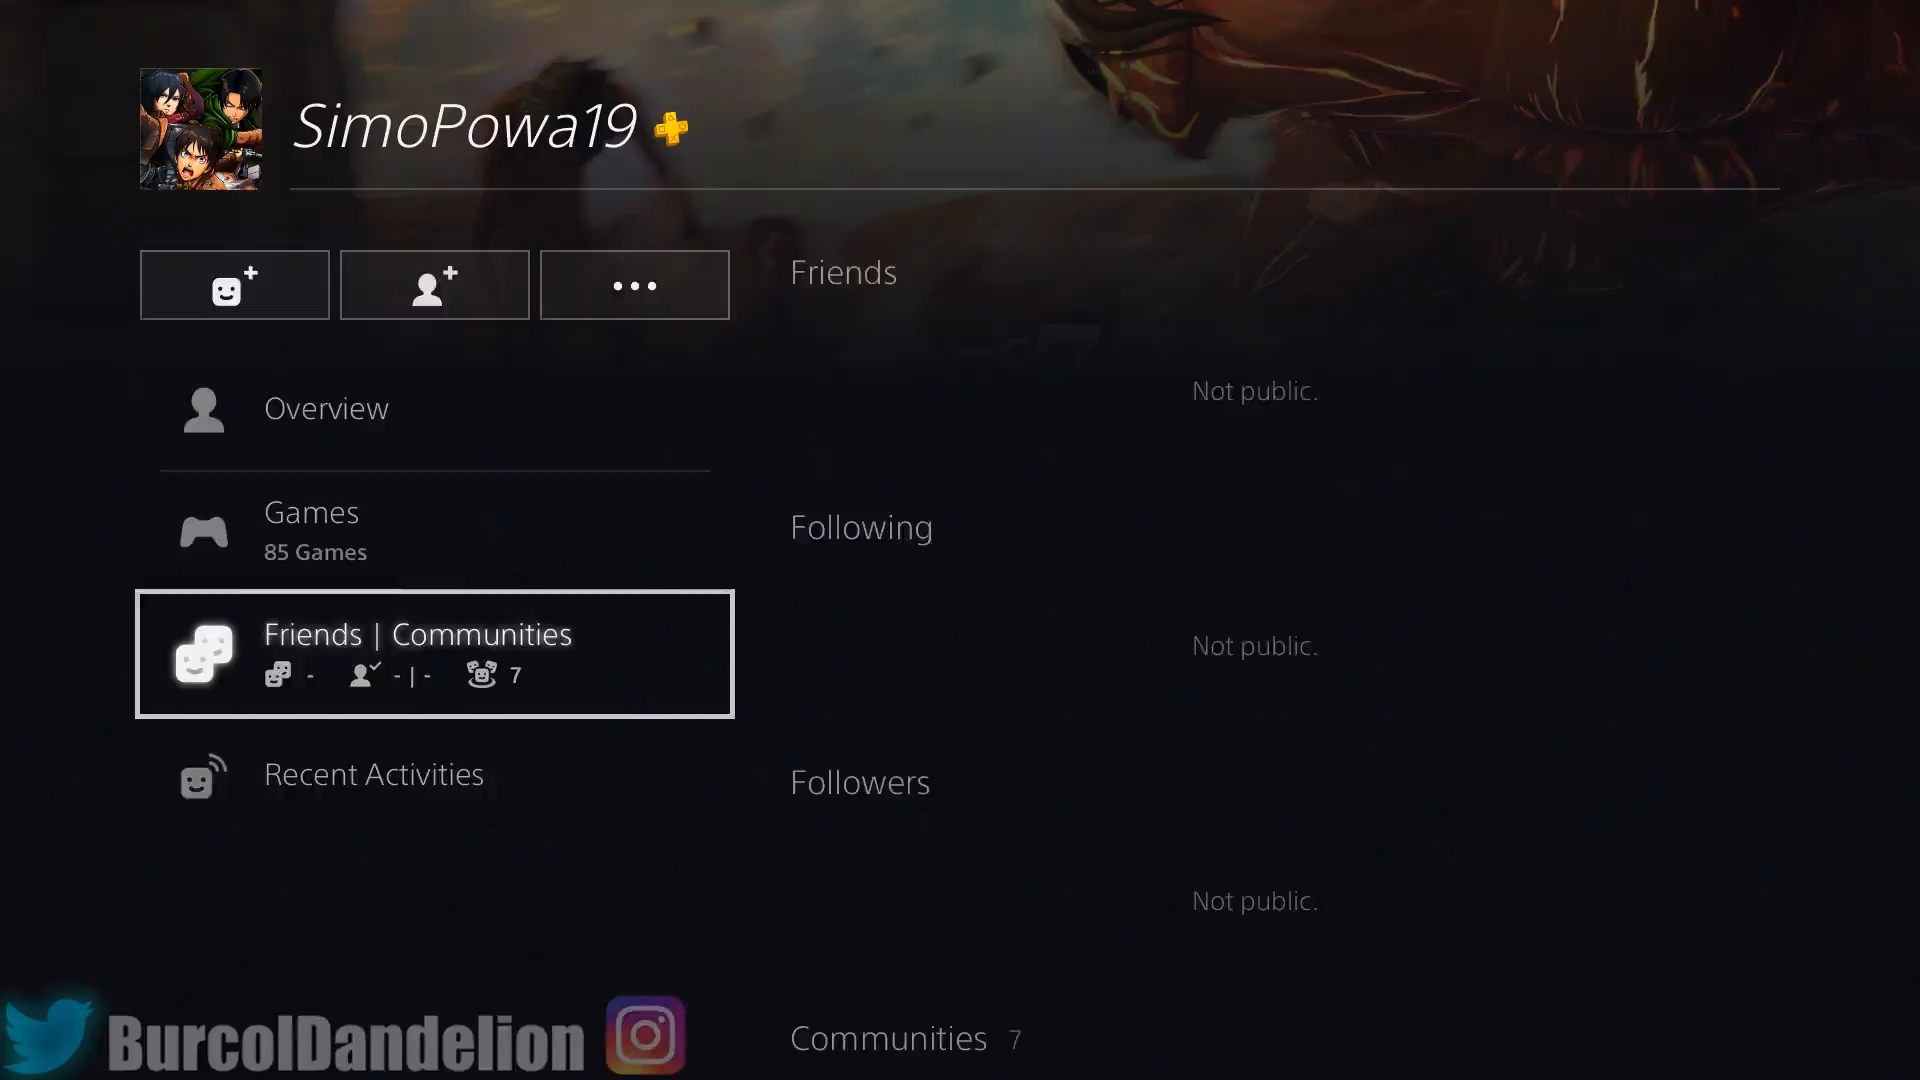 SimoPowa19
Friends
Not public.
Overview
Games
85 Games
Following
Friends | Communities
- - | - 7
Not public.
Recent Activities
Followers
Not public.
BurcolDandelion
Communities 7